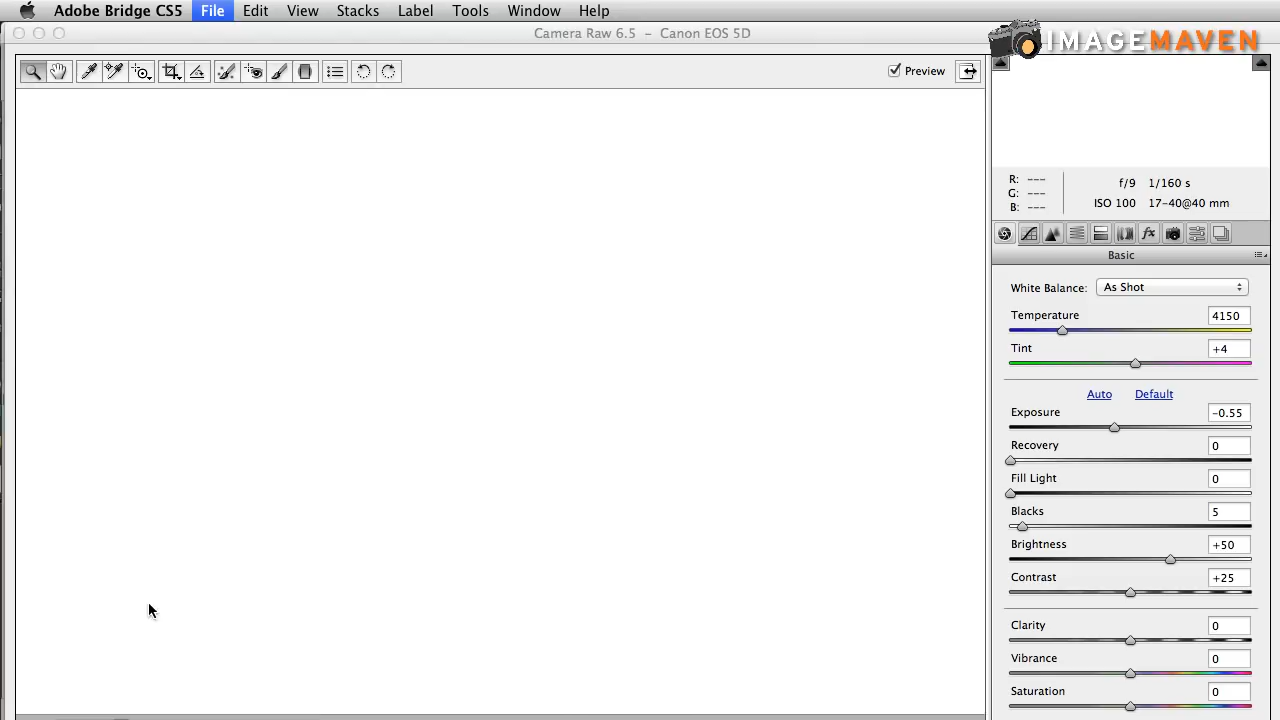 Adobe Bridge CS5 File Edit View Stacks Label Tools Window Help
Camera Raw 6.5 – Canon EOS 5D
IMAGEMAVEN
Preview
R: ---
G: ---
B: ---
f/9 1/160 s
ISO 100 17-40@40 mm
fx
Basic
White Balance: As Shot
Temperature 4150
Tint +4
Auto Default
Exposure -0.55
Recovery 0
Fill Light 0
Blacks 5
Brightness +50
Contrast +25
Clarity 0
Vibrance 0
Saturation 0